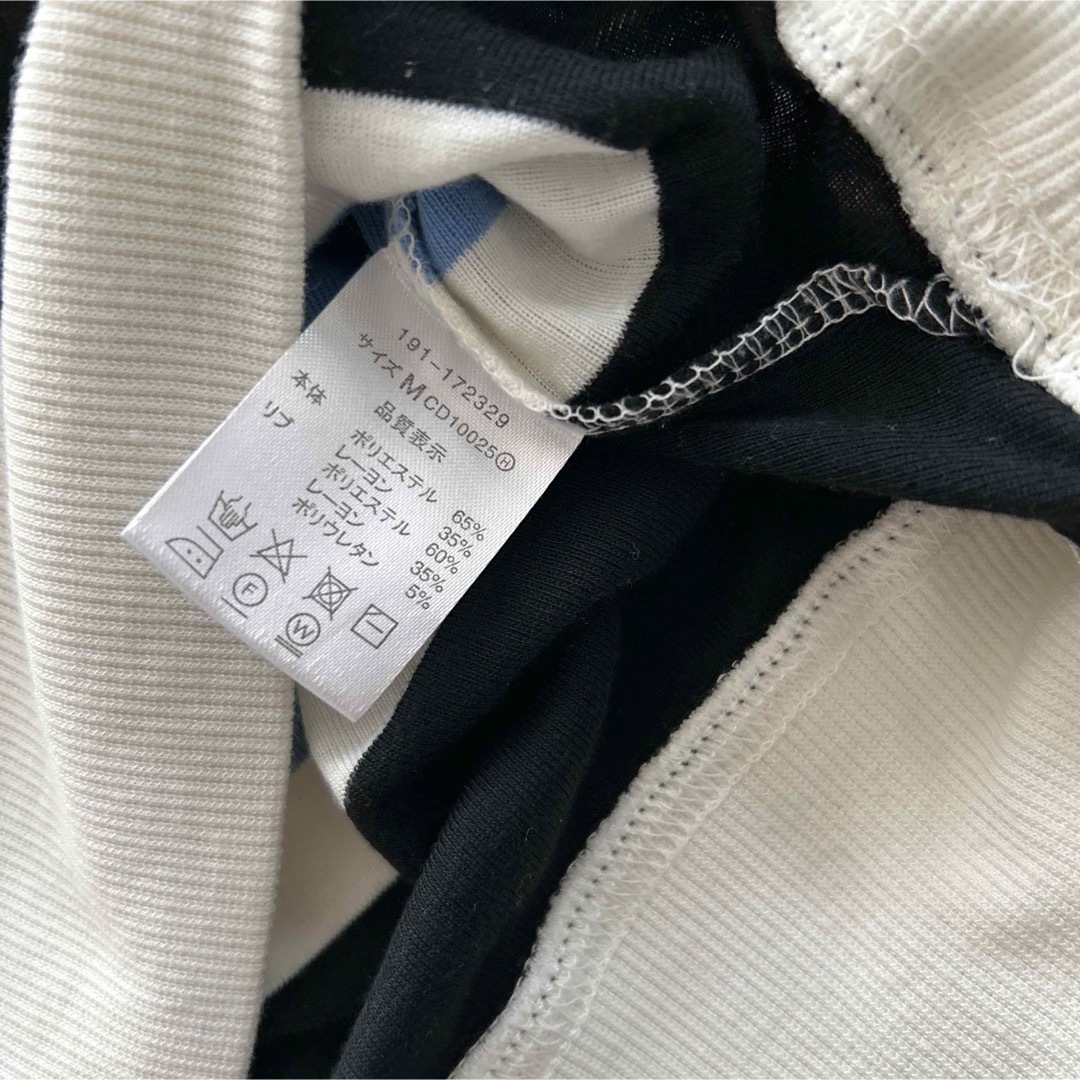 191-172329
サイズ M CD10025Ⓗ
品質表示
本体 ポリエステル 65%
レーヨン 35%
リブ ポリエステル 60%
レーヨン 35%
ポリウレタン 5%
F
W